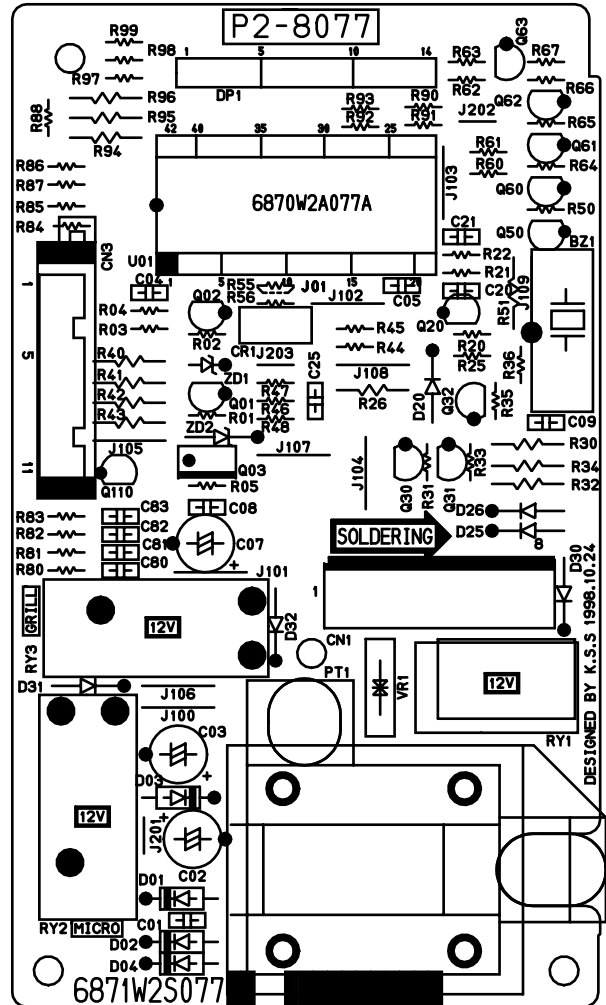 P2-8077
Q63
R99
R98
R97
1 5 10 14
R63
R67
R62
DP1
R66
R96
R93
R90
Q62
R88
R95
R92
R91
J202
R65
R94
42 40 35 30 25
R61
Q61
R86
R60
R64
R87
J103
6870W2A077A
Q60
R85
R50
R84
C21
Q50
BZ1
CN3
U01
R22
C04
1 5 10 15 20
R21
R55
J01
C05
C20
J109
R51
1
Q02
R56
J102
R04
R03
R45
Q20
R02
R20
CR1
J203
R44
R25
R36
5
R40
C25
J108
R41
ZD1
R47
R42
Q01
R46
R26
D20
Q32
R35
R43
R01
R48
ZD2
C09
J105
J107
J104
R30
11
Q03
R34
Q110
R05
Q30
R31
Q31
R33
R32
R83
C83
C08
D26
R82
C82
SOLDERING
D25
8
R81
C81
C07
D30
R80
C80
J101
1
GRILL
12V
D32
RY3
CN1
PT1
D31
12V
J106
VR1
J100
RY1
C03
D03
DESIGNED BY K.S.S 1998.10.24
12V
J201
C02
D01
RY2
MICRO
C01
D02
D04
6871W2S077